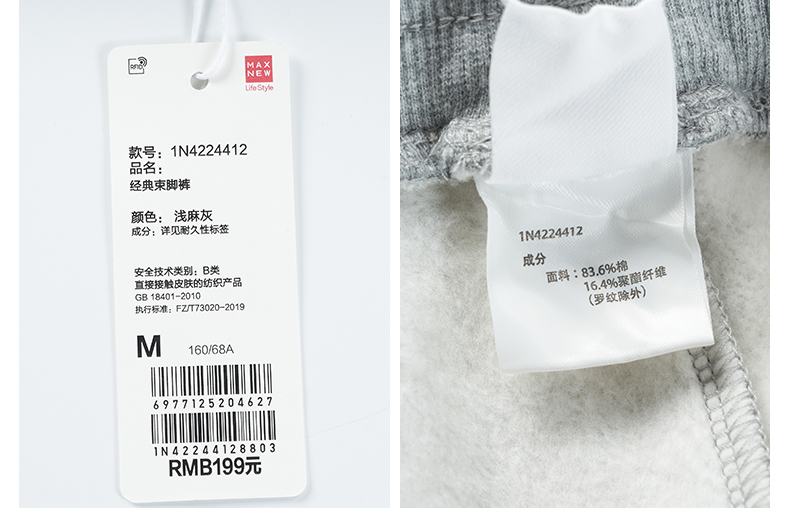 RFID
MAX
NEW
LifeStyle
款号：1N4224412
品名：
经典束脚裤
颜色：浅麻灰
成分：详见耐久性标签
安全技术类别：B类
直接接触皮肤的纺织产品
GB 18401-2010
执行标准：FZ/T73020-2019
M 160/68A
6977125204627
1N42244128803
RMB199元
1N4224412
成分
面料：83.6%棉
16.4%聚酯纤维
（罗纹除外）